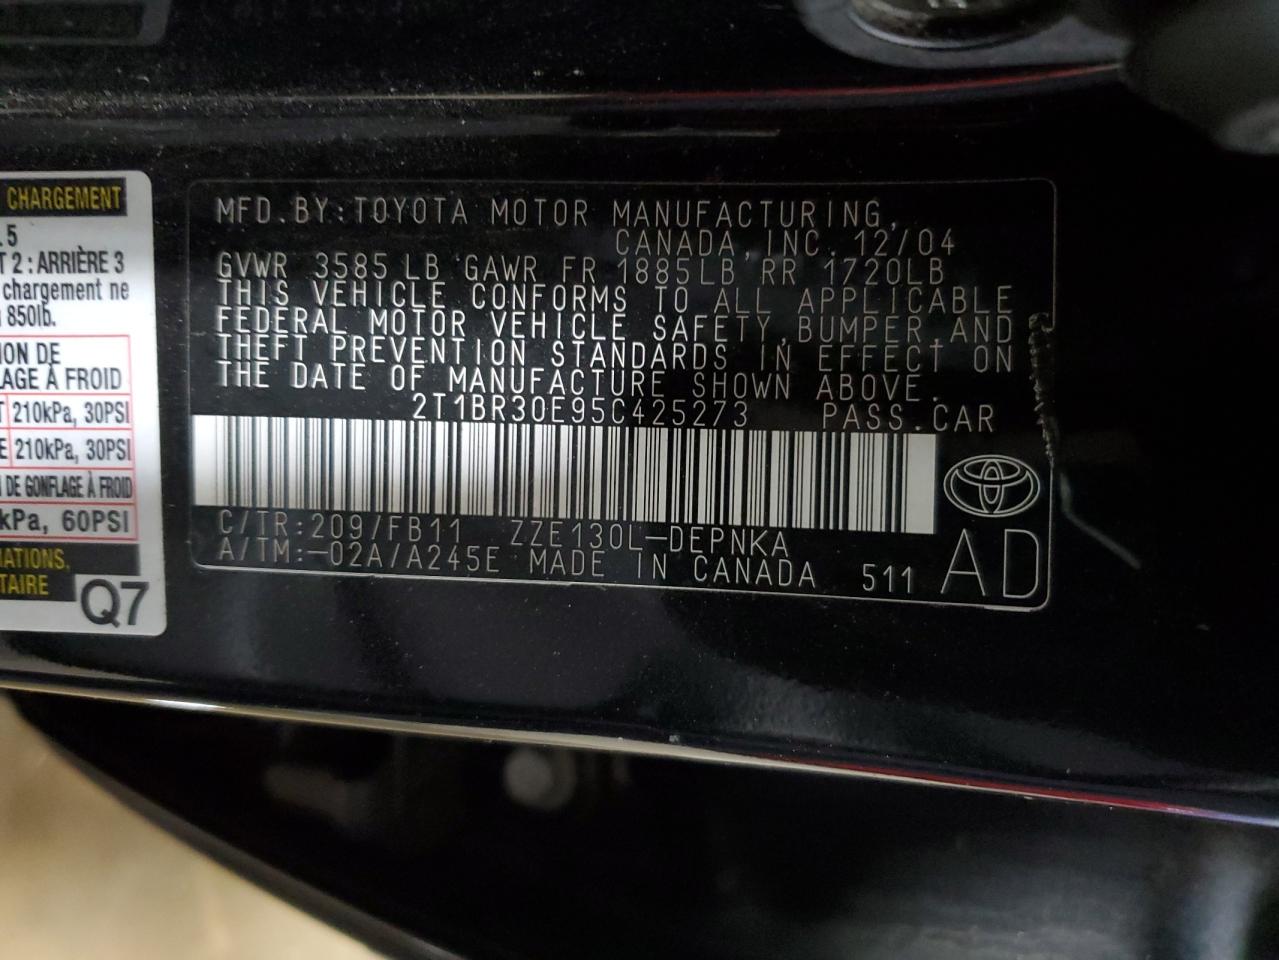 CHARGEMENT
.5
T 2 : ARRIÈRE 3
chargement ne
850lb.
ION DE
LAGE À FROID
T 210kPa, 30PSI
E 210kPa, 30PSI
DE GONFLAGE À FROID
kPa, 60PSI
MATIONS.
TAIRE
Q7
MFD.BY:TOYOTA MOTOR MANUFACTURING,
CANADA,INC. 12/04
GVWR 3585LB GAWR FR 1885LB RR 1720LB
THIS VEHICLE CONFORMS TO ALL APPLICABLE
FEDERAL MOTOR VEHICLE SAFETY,BUMPER,AND
THEFT PREVENTION STANDARDS IN EFFECT ON
THE DATE OF MANUFACTURE SHOWN ABOVE.
2T1BR30E95C425273 PASS.CAR
C/TR:209/FB11 ZZE130L-DEPNKA
A/TM:-02A/A245E MADE IN CANADA 511 AD